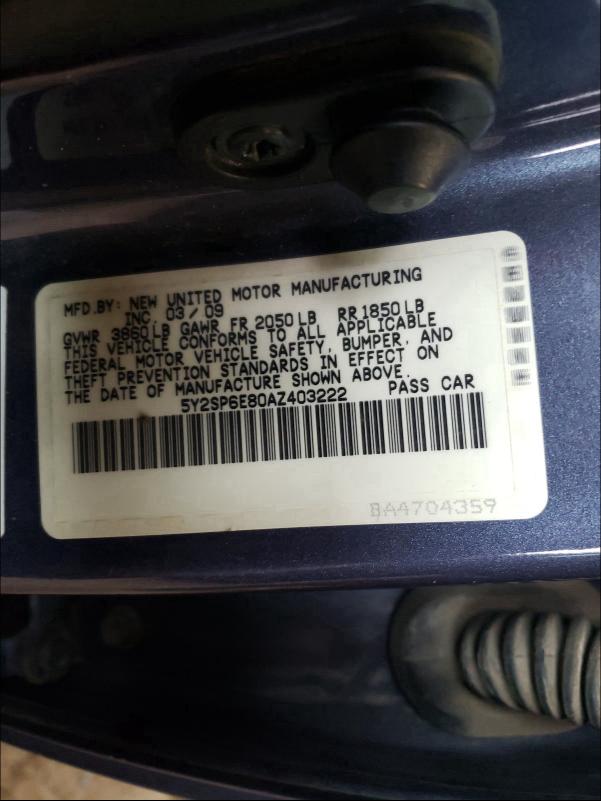 MFD.BY: NEW UNITED MOTOR MANUFACTURING
INC. 03/09
GVWR 3860LB GAWR FR 2050LB RR1850LB
THIS VEHICLE CONFORMS TO ALL APPLICABLE
FEDERAL MOTOR VEHICLE SAFETY, BUMPER, AND
THEFT PREVENTION STANDARDS IN EFFECT ON
THE DATE OF MANUFACTURE SHOWN ABOVE.
5Y2SP6E80AZ403222 PASS CAR
BA4704359